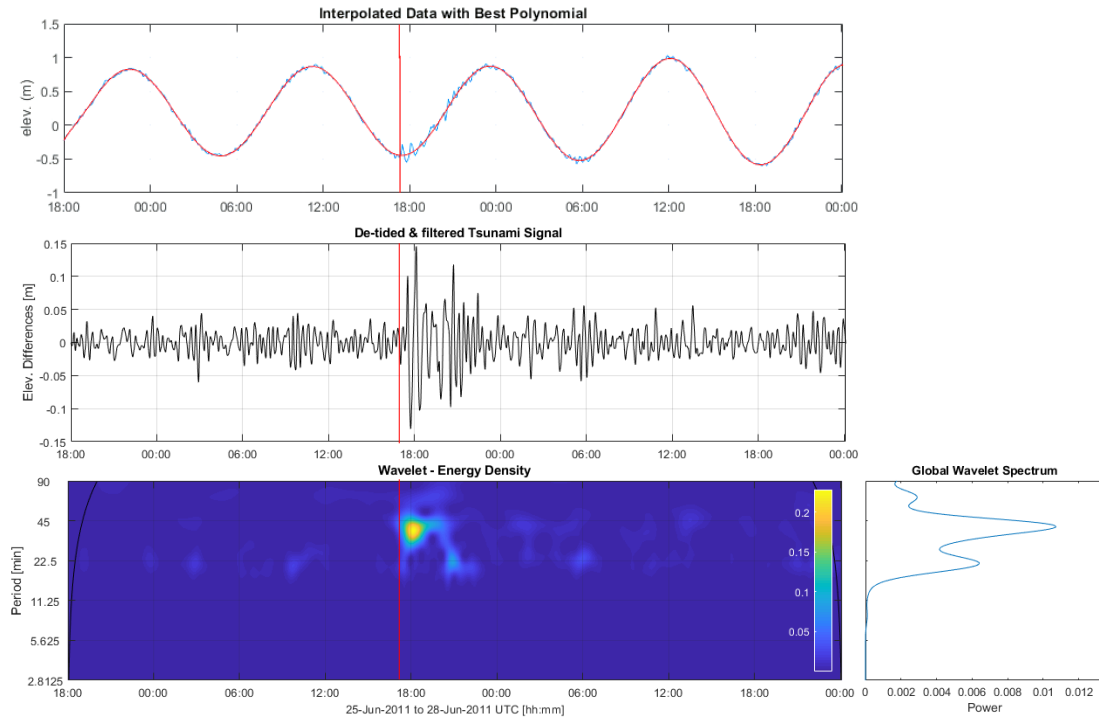 Interpolated Data with Best Polynomial
1.5
1
0.5
0
-0.5
-1
elev. (m)
18:00 00:00 06:00 12:00 18:00 00:00 06:00 12:00 18:00 00:00
De-tided & filtered Tsunami Signal
0.15
0.1
0.05
0
-0.05
-0.1
-0.15
Elev. Differences [m]
18:00 00:00 06:00 12:00 18:00 00:00 06:00 12:00 18:00 00:00
Wavelet - Energy Density
90
45
22.5
11.25
5.625
2.8125
Period [min]
0.2
0.15
0.1
0.05
18:00 00:00 06:00 12:00 18:00 00:00 06:00 12:00 18:00 00:00
25-Jun-2011 to 28-Jun-2011 UTC [hh:mm]
Global Wavelet Spectrum
0 0.002 0.004 0.006 0.008 0.01 0.012
Power